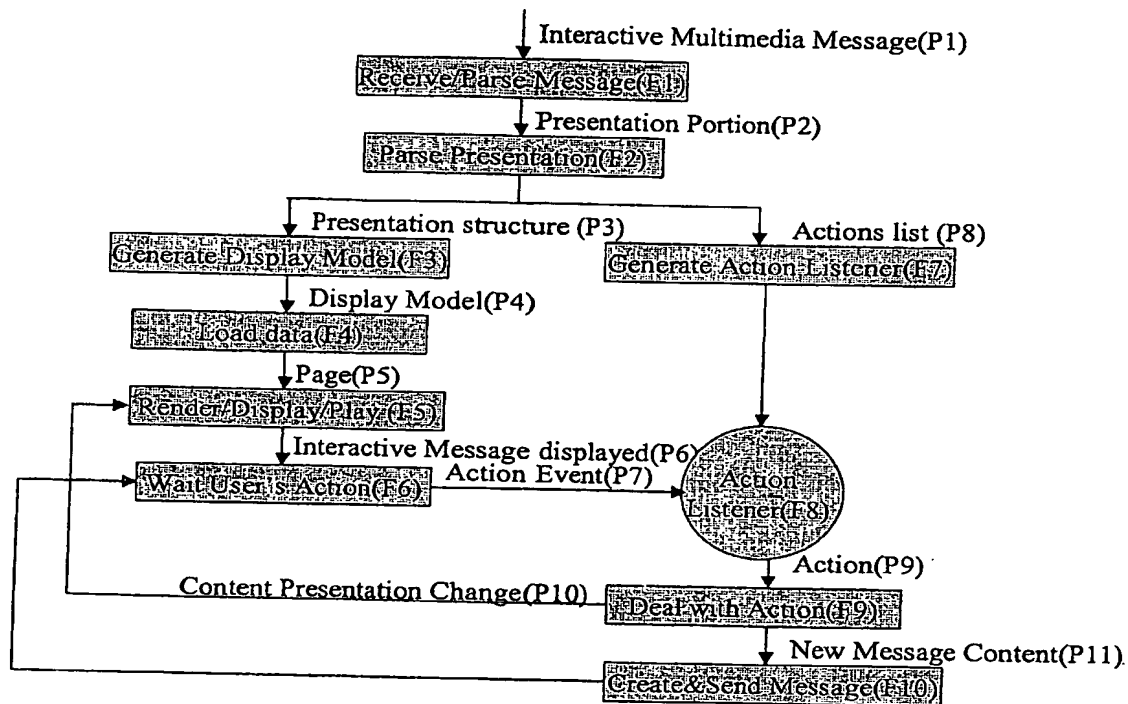 Interactive Multimedia Message(P1)
Receive/Parse Message(F1)
Presentation Portion(P2)
Parse Presentation(F2)
Presentation structure (P3)
Actions list (P8)
Generate Display Model(F3)
Generate Action Listener(F7)
Display Model(P4)
Load data(F4)
Page(P5)
Render/Display/Play (F5)
Interactive Message displayed(P6)
Wait User's Action(F6)
Action Event(P7)
Action
Listener(F8)
Action(P9)
Content Presentation Change(P10)
Deal with Action(F9)
New Message Content(P11)
Create&Send Message(F10)